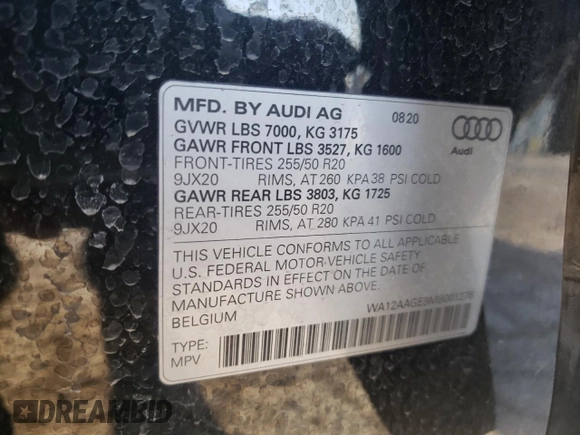 MFD. BY AUDI AG 08 20
GVWR LBS 7000, KG 3175
GAWR FRONT LBS 3527, KG 1600
FRONT-TIRES 255/50 R20
9JX20 RIMS, AT 260 KPA 38 PSI COLD
GAWR REAR LBS 3803, KG 1725
REAR-TIRES 255/50 R20
9JX20 RIMS, AT 280 KPA 41 PSI COLD
Audi
THIS VEHICLE CONFORMS TO ALL APPLICABLE
U.S. FEDERAL MOTOR-VEHICLE SAFETY
STANDARDS IN EFFECT ON THE DATE OF
MANUFACTURE SHOWN ABOVE.
BELGIUM
TYPE:
MPV
DREAMBID